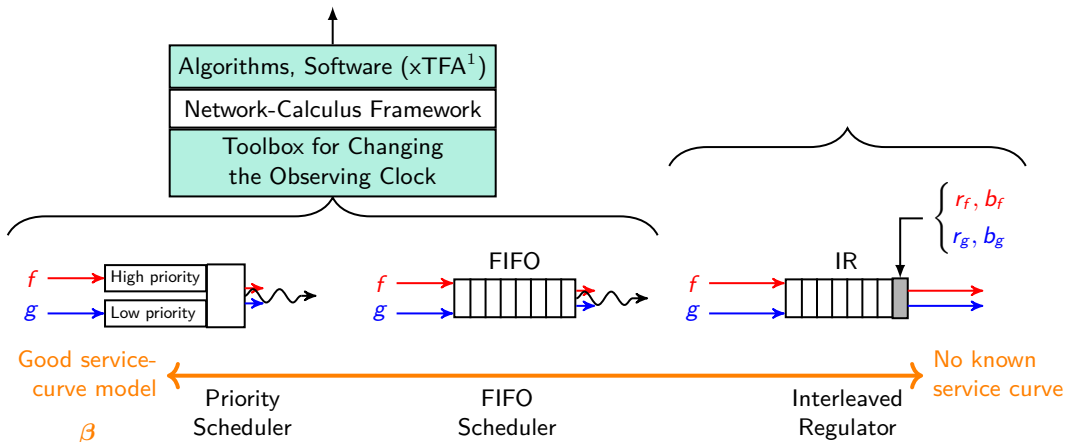 Algorithms, Software (xTFA¹)
Network-Calculus Framework
Toolbox for Changing
the Observing Clock
r_f, b_f
r_g, b_g
FIFO
IR
f
High priority
g
Low priority
f
g
f
g
Good service-
curve model
β
No known
service curve
Priority
Scheduler
FIFO
Scheduler
Interleaved
Regulator